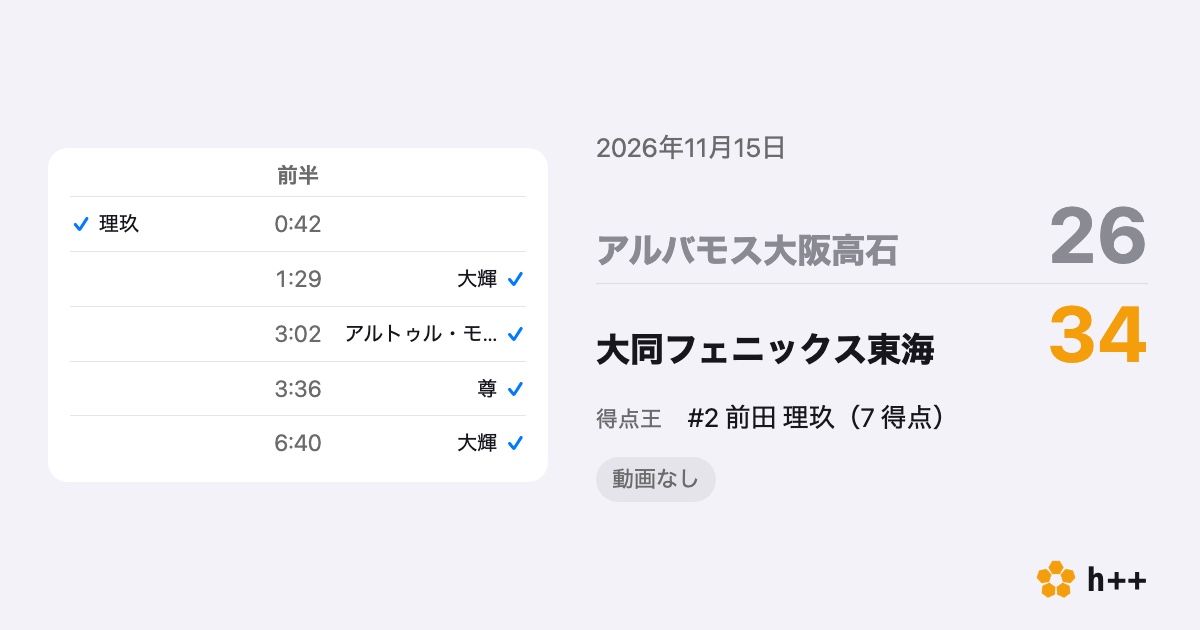 前半
理玖 0:42
1:29 大輝
3:02 アルトゥル・モ...
3:36 尊
6:40 大輝
2026年11月15日
アルバモス大阪高石 26
大同フェニックス東海 34
得点王 #2 前田 理玖（7 得点）
動画なし
h++